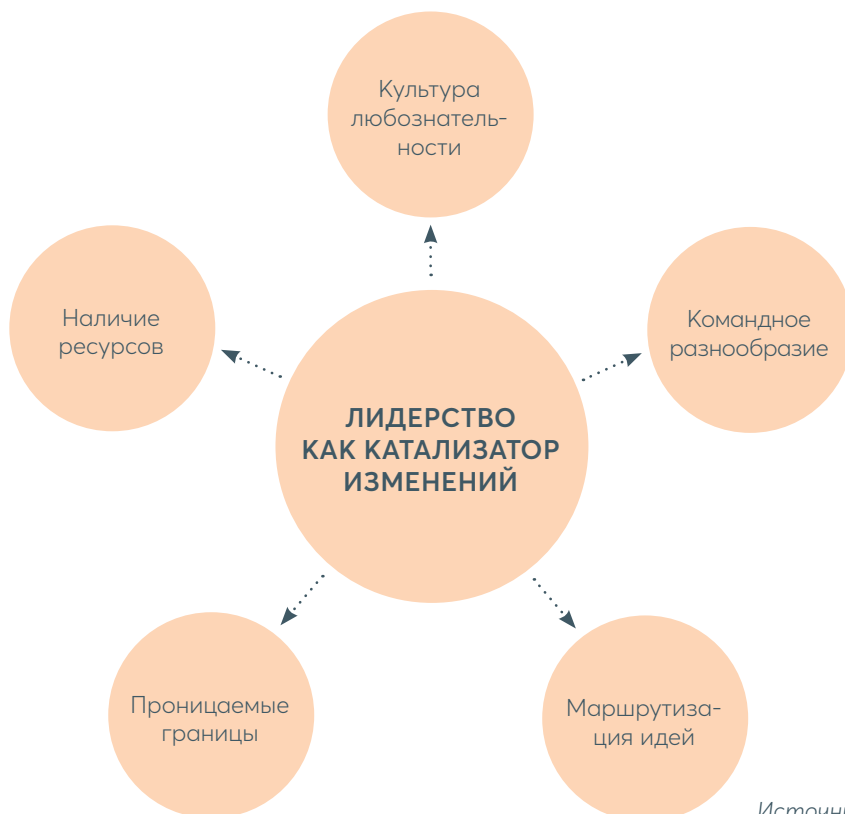 Культура
любознатель-
ности
Наличие
ресурсов
Командное
разнообразие
ЛИДЕРСТВО
КАК КАТАЛИЗАТОР
ИЗМЕНЕНИЙ
Проницаемые
границы
Маршрутиза-
ция идей